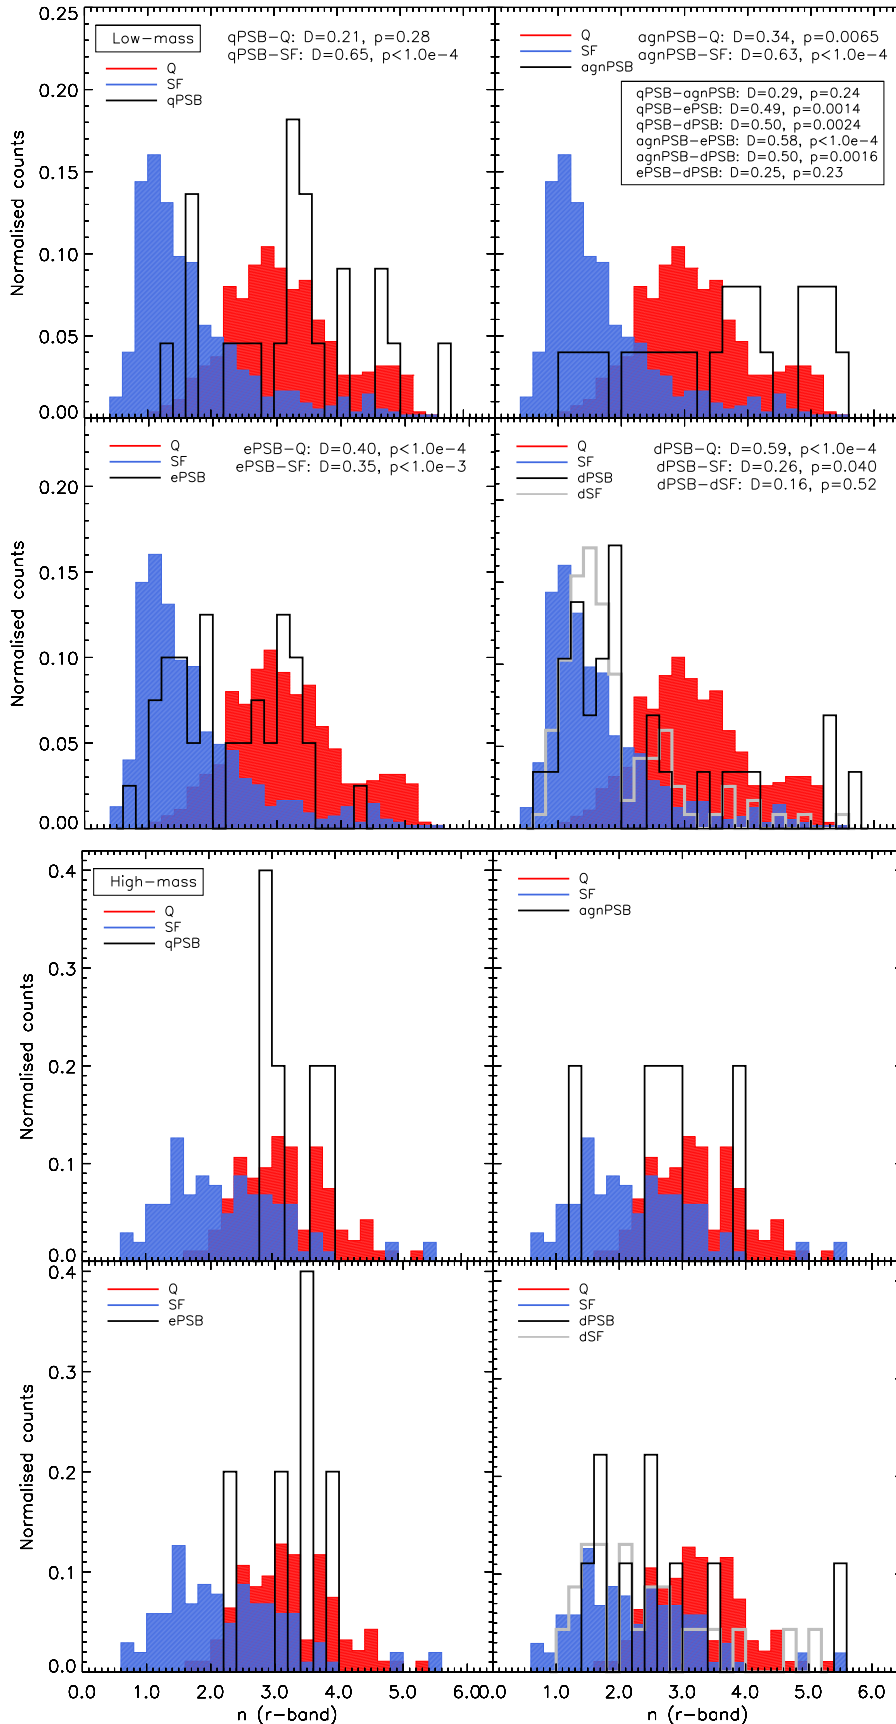 Low-mass
qPSB-Q: D=0.21, p=0.28
qPSB-SF: D=0.65, p<1.0e-4
Q
SF
qPSB
0.25
0.20
0.15
0.10
0.05
0.00
Normalised counts
Q
SF
agnPSB
agnPSB-Q: D=0.34, p=0.0065
agnPSB-SF: D=0.63, p<1.0e-4
qPSB-agnPSB: D=0.29, p=0.24
qPSB-ePSB: D=0.49, p=0.0014
qPSB-dPSB: D=0.50, p=0.0024
agnPSB-ePSB: D=0.58, p<1.0e-4
agnPSB-dPSB: D=0.50, p=0.0016
ePSB-dPSB: D=0.25, p=0.23
Q
SF
ePSB
ePSB-Q: D=0.40, p<1.0e-4
ePSB-SF: D=0.35, p<1.0e-3
0.20
0.15
0.10
0.05
0.00
Normalised counts
Q
SF
dPSB
dSF
dPSB-Q: D=0.59, p<1.0e-4
dPSB-SF: D=0.26, p=0.040
dPSB-dSF: D=0.16, p=0.52
High-mass
Q
SF
qPSB
0.4
0.3
0.2
0.1
0.0
Normalised counts
Q
SF
agnPSB
Q
SF
ePSB
0.4
0.3
0.2
0.1
0.0
Normalised counts
Q
SF
dPSB
dSF
0.0 1.0 2.0 3.0 4.0 5.0 6.0
0.0 1.0 2.0 3.0 4.0 5.0 6.0
n (r-band)
n (r-band)